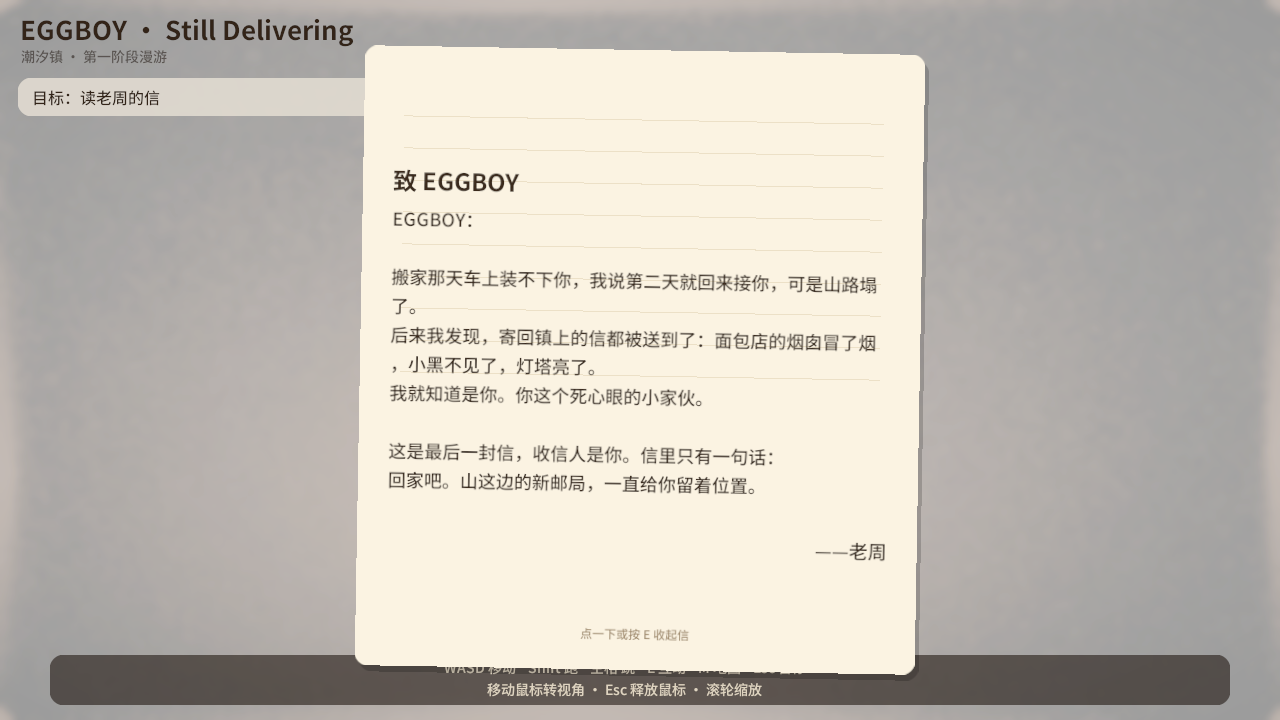 EGGBOY • Still Delivering
潮汐镇 • 第一阶段漫游
目标：读老周的信
致 EGGBOY
EGGBOY：
搬家那天车上装不下你，我说第二天就回来接你，可是山路塌
了。
后来我发现，寄回镇上的信都被送到了：面包店的烟囱冒了烟
，小黑不见了，灯塔亮了。
我就知道是你。你这个死心眼的小家伙。
这是最后一封信，收信人是你。信里只有一句话：
回家吧。山这边的新邮局，一直给你留着位置。
——老周
点一下或按 E 收起信
WASD 移动
移动鼠标转视角 • Esc 释放鼠标 • 滚轮缩放